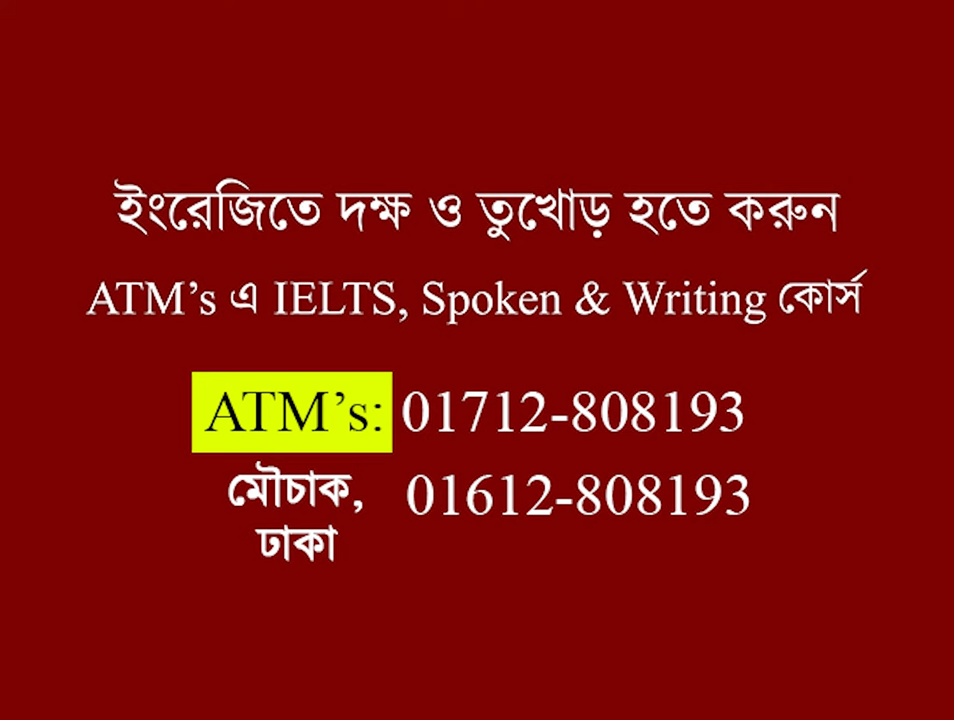 ইংরেজিতে দক্ষ ও তুখোড় হতে করুন
ATM’s এ IELTS, Spoken & Writing কোর্স
ATM’s: 01712-808193
মৌচাক, 01612-808193
ঢাকা